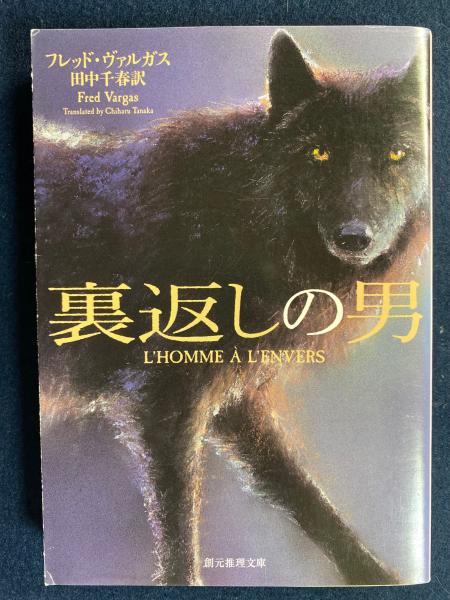 フレッド・ヴァルガス
田中千春訳
Fred Vargas
Translated by Chiharu Tanaka
裏返しの男
L'HOMME À L'ENVERS
創元推理文庫